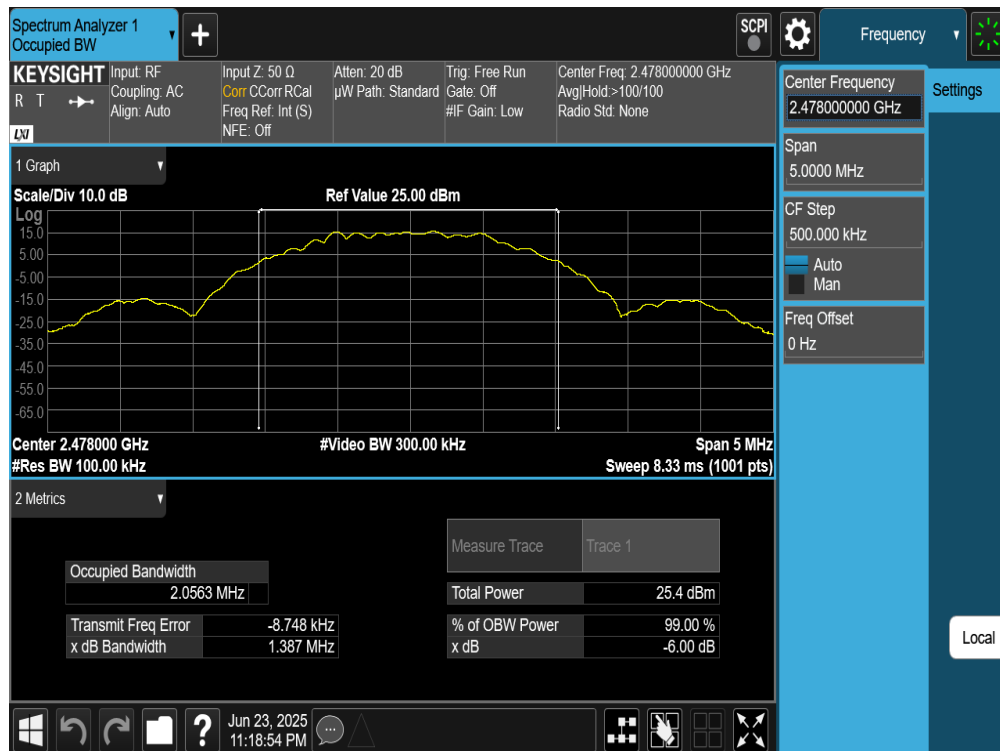 Spectrum Analyzer 1
Occupied BW
+
SCPI
Frequency
KEYSIGHT
R T
LXI
Input: RF
Coupling: AC
Align: Auto
Input Z: 50 Ω
Corr CCorr RCal
Freq Ref: Int (S)
NFE: Off
Atten: 20 dB
µW Path: Standard
Trig: Free Run
Gate: Off
#IF Gain: Low
Center Freq: 2.478000000 GHz
Avg|Hold:>100/100
Radio Std: None
Center Frequency
2.478000000 GHz
Settings
Span
5.0000 MHz
CF Step
500.000 kHz
Auto
Man
Freq Offset
0 Hz
Local
1 Graph
Scale/Div 10.0 dB
Ref Value 25.00 dBm
Log
15.0
5.00
-5.00
-15.0
-25.0
-35.0
-45.0
-55.0
-65.0
Center 2.478000 GHz
#Video BW 300.00 kHz
Span 5 MHz
#Res BW 100.00 kHz
Sweep 8.33 ms (1001 pts)
2 Metrics
Measure Trace Trace 1
Occupied Bandwidth
2.0563 MHz
Total Power 25.4 dBm
Transmit Freq Error -8.748 kHz
% of OBW Power 99.00 %
x dB Bandwidth 1.387 MHz
x dB -6.00 dB
?
Jun 23, 2025
11:18:54 PM